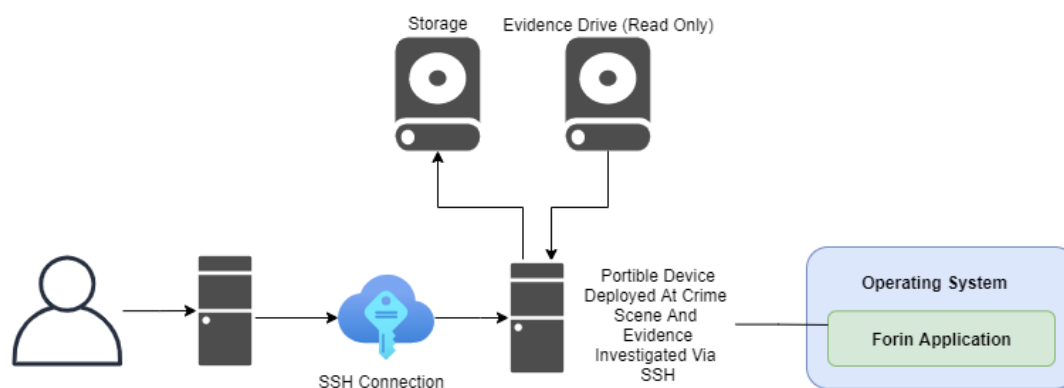 Storage
Evidence Drive (Read Only)
SSH Connection
Portible Device
Deployed At Crime
Scene And
Evidence
Investigated Via
SSH
Operating System
Forin Application